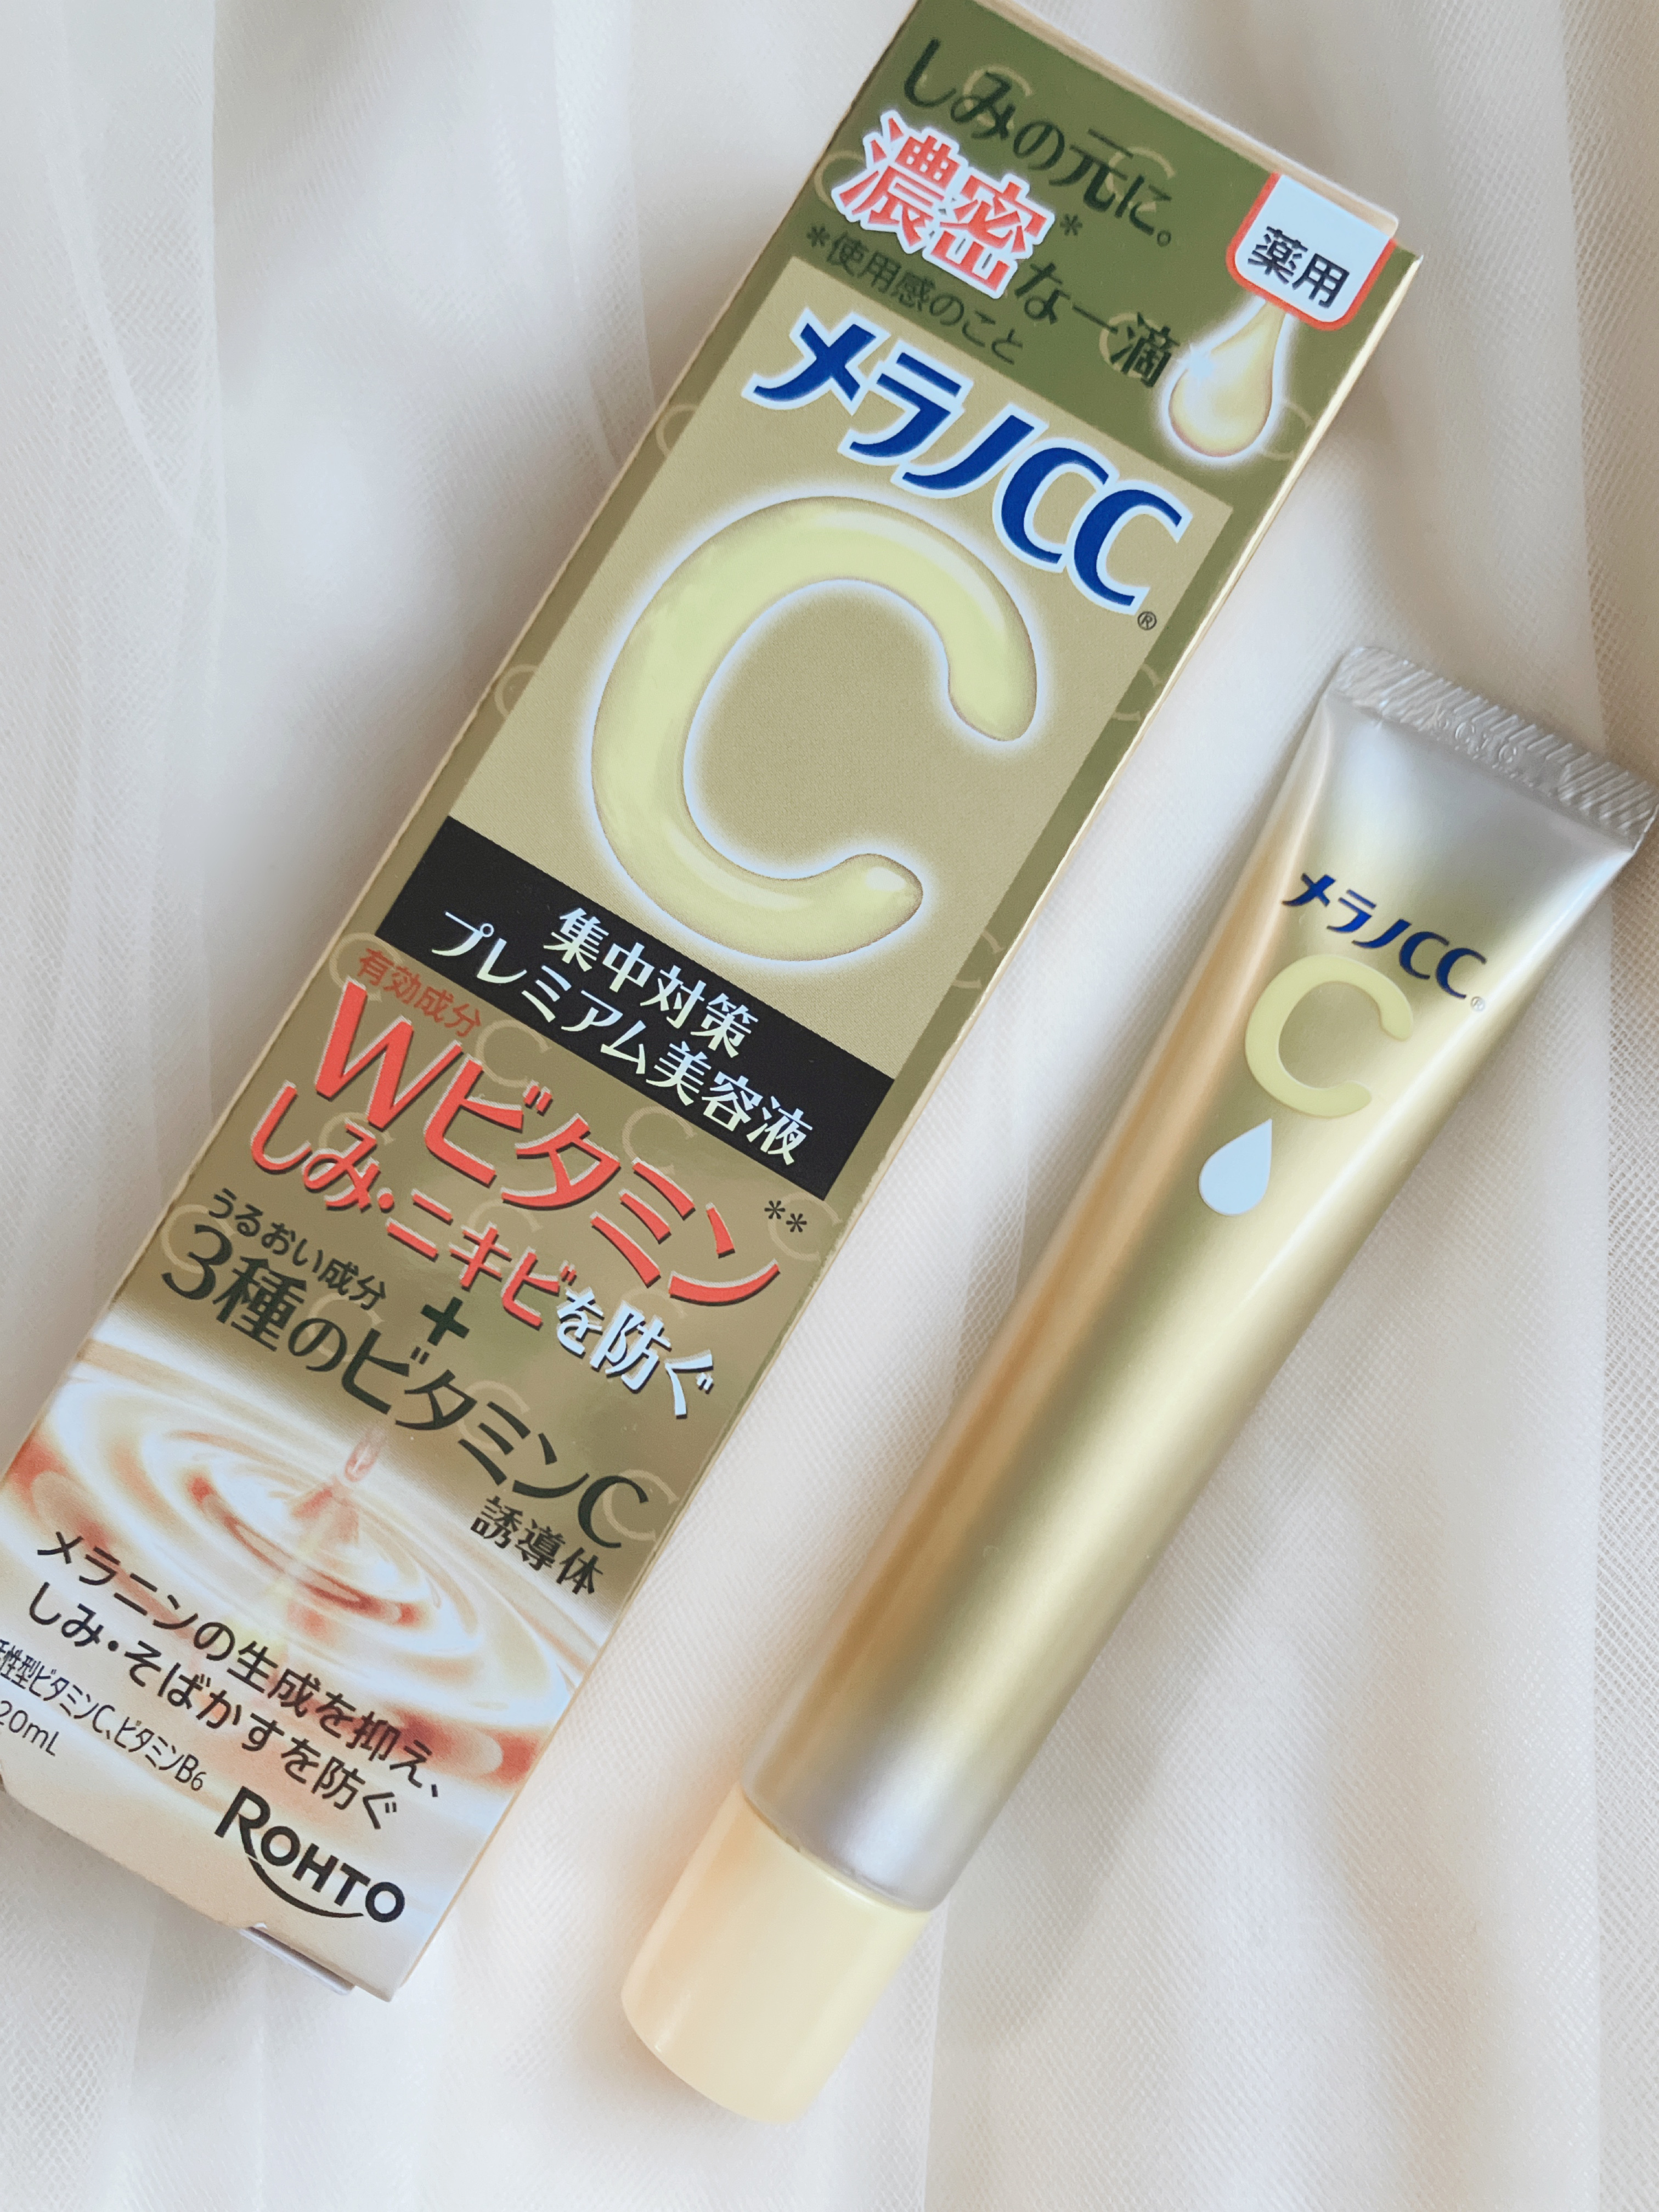 しみの元に。
濃密*な一滴
*使用感のこと
薬用
メラノCC®
C
集中対策
プレミアム美容液
有効成分
Wビタミン**
しみ・ニキビを防ぐ
+
うるおい成分
3種のビタミンC
誘導体
メラニンの生成を抑え、
しみ・そばかすを防ぐ
性型ビタミンC、ビタミンB6
20mL
ROHTO
メラノCC®
C